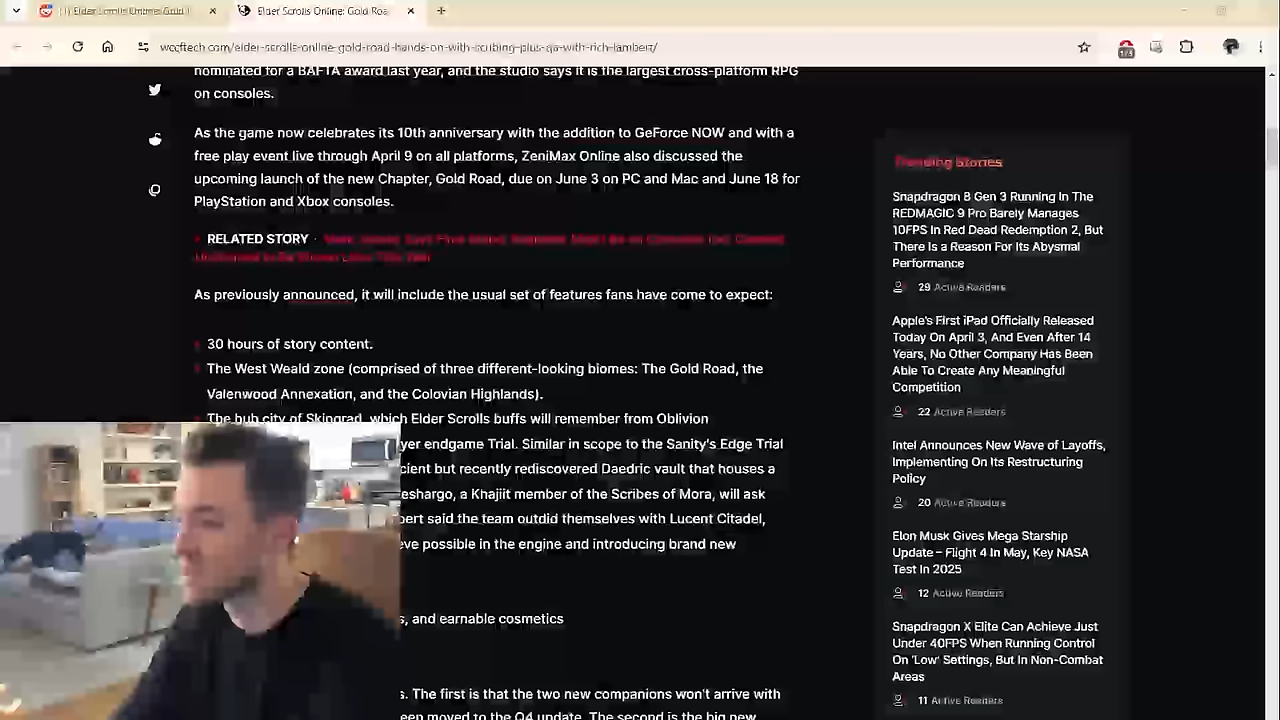 Elder Scrolls Online: Gold
Elder Scrolls Online: Gold Roa
wccftech.com/elder-scrolls-online-gold-road-hands-on-with-scribing-plus-qa-with-rich-lambert/
nominated for a BAFTA award last year, and the studio says it is the largest cross-platform RPG
on consoles.
As the game now celebrates its 10th anniversary with the addition to GeForce NOW and with a
free play event live through April 9 on all platforms, ZeniMax Online also discussed the
upcoming launch of the new Chapter, Gold Road, due on June 3 on PC and Mac and June 18 for
PlayStation and Xbox consoles.
RELATED STORY
As previously announced, it will include the usual set of features fans have come to expect:
30 hours of story content.
The West Weald zone (comprised of three different-looking biomes: The Gold Road, the
Valenwood Annexation, and the Colovian Highlands).
The hub city of Skingrad, which Elder Scrolls buffs will remember from Oblivion
yer endgame Trial. Similar in scope to the Sanity's Edge Trial
cient but recently rediscovered Daedric vault that houses a
eshargo, a Khajiit member of the Scribes of Mora, will ask
bert said the team outdid themselves with Lucent Citadel,
eve possible in the engine and introducing brand new
s, and earnable cosmetics
s. The first is that the two new companions won't arrive with
een moved to the Q4 update. The second is the big new
Trending Stories
Snapdragon 8 Gen 3 Running In The
REDMAGIC 9 Pro Barely Manages
10FPS In Red Dead Redemption 2, But
There Is a Reason For Its Abysmal
Performance
29 Active Readers
Apple's First iPad Officially Released
Today On April 3, And Even After 14
Years, No Other Company Has Been
Able To Create Any Meaningful
Competition
22 Active Readers
Intel Announces New Wave of Layoffs,
Implementing On Its Restructuring
Policy
20 Active Readers
Elon Musk Gives Mega Starship
Update – Flight 4 In May, Key NASA
Test In 2025
12 Active Readers
Snapdragon X Elite Can Achieve Just
Under 40FPS When Running Control
On 'Low' Settings, But In Non-Combat
Areas
11 Active Readers